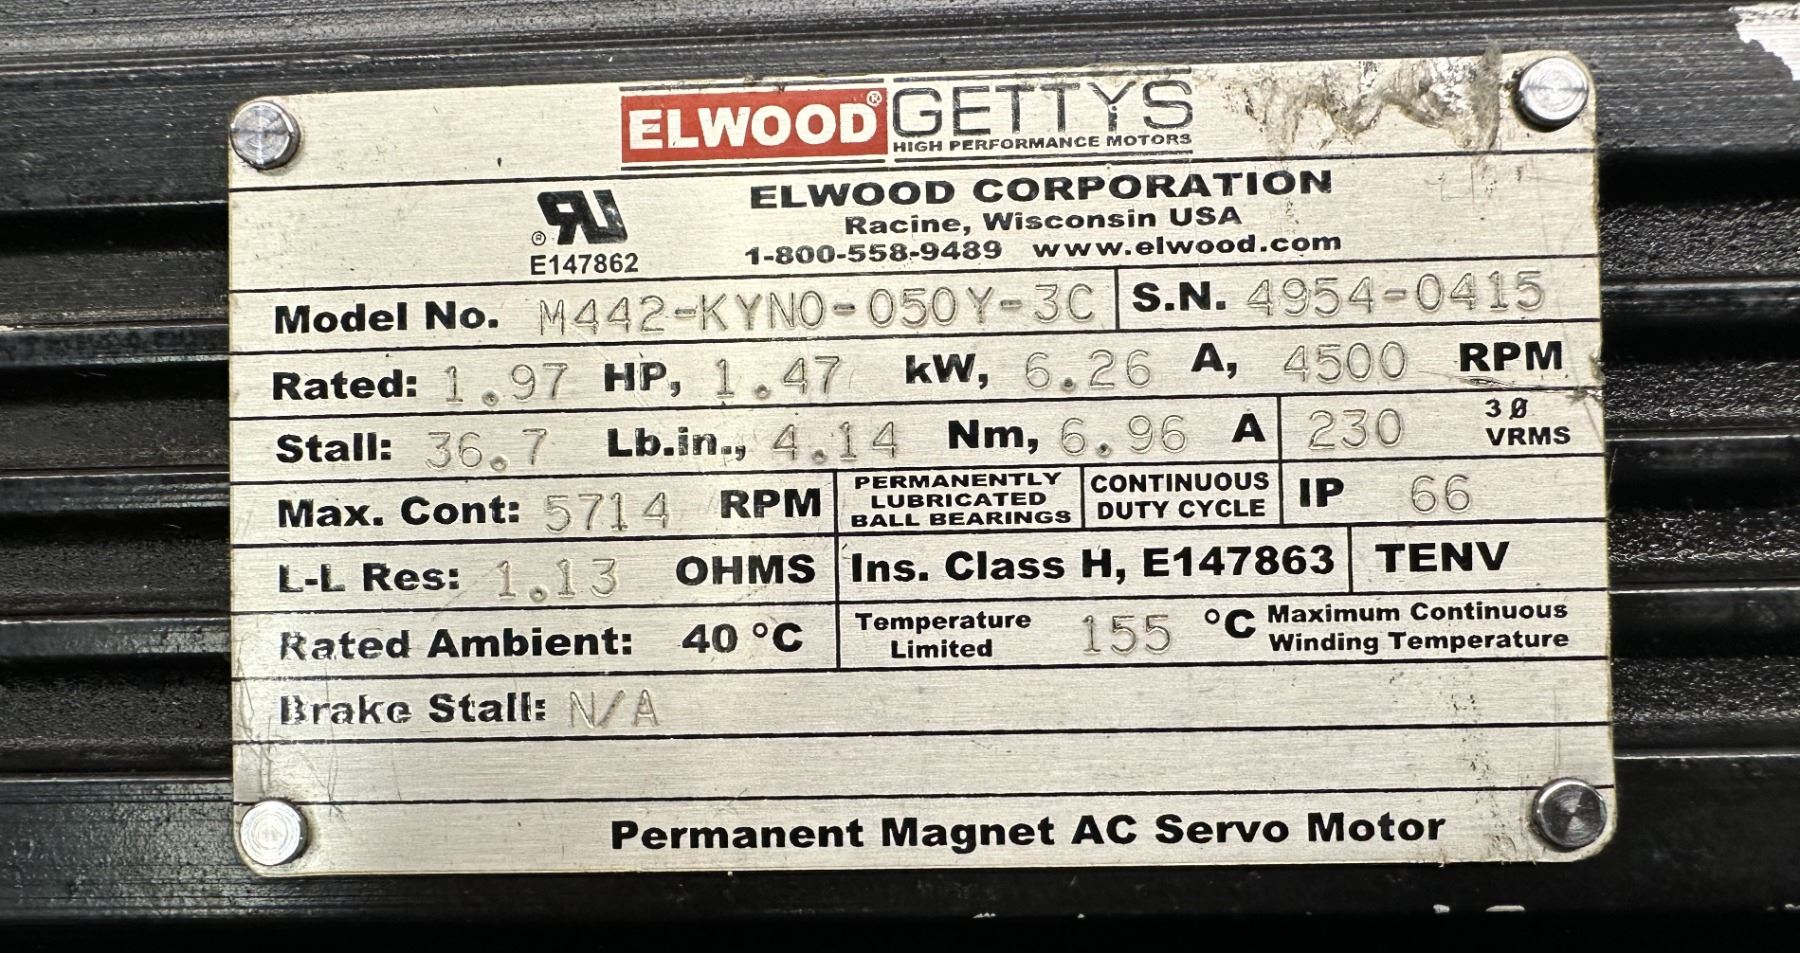 ELWOOD® GETTYS
HIGH PERFORMANCE MOTORS
ELWOOD CORPORATION
Racine, Wisconsin USA
1-800-558-9489 www.elwood.com
® E147862
Model No. M442-KYN0-050Y-3C S.N. 4954-0415
Rated: 1.97 HP, 1.47 kW, 6.26 A, 4500 RPM
Stall: 36.7 Lb.in., 4.14 Nm, 6.96 A 230 3Ø VRMS
Max. Cont: 5714 RPM PERMANENTLY LUBRICATED BALL BEARINGS CONTINUOUS DUTY CYCLE IP 66
L-L Res: 1.13 OHMS Ins. Class H, E147863 TENV
Rated Ambient: 40 °C Temperature Limited 155 °C Maximum Continuous Winding Temperature
Brake Stall: N/A
Permanent Magnet AC Servo Motor